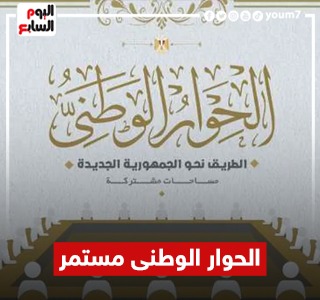 اليوم السابع
youm7
الحوار الوطنىّ
الطريق نحو الجمهورية الجديدة
مساحات مشتركة
الحوار الوطنى مستمر